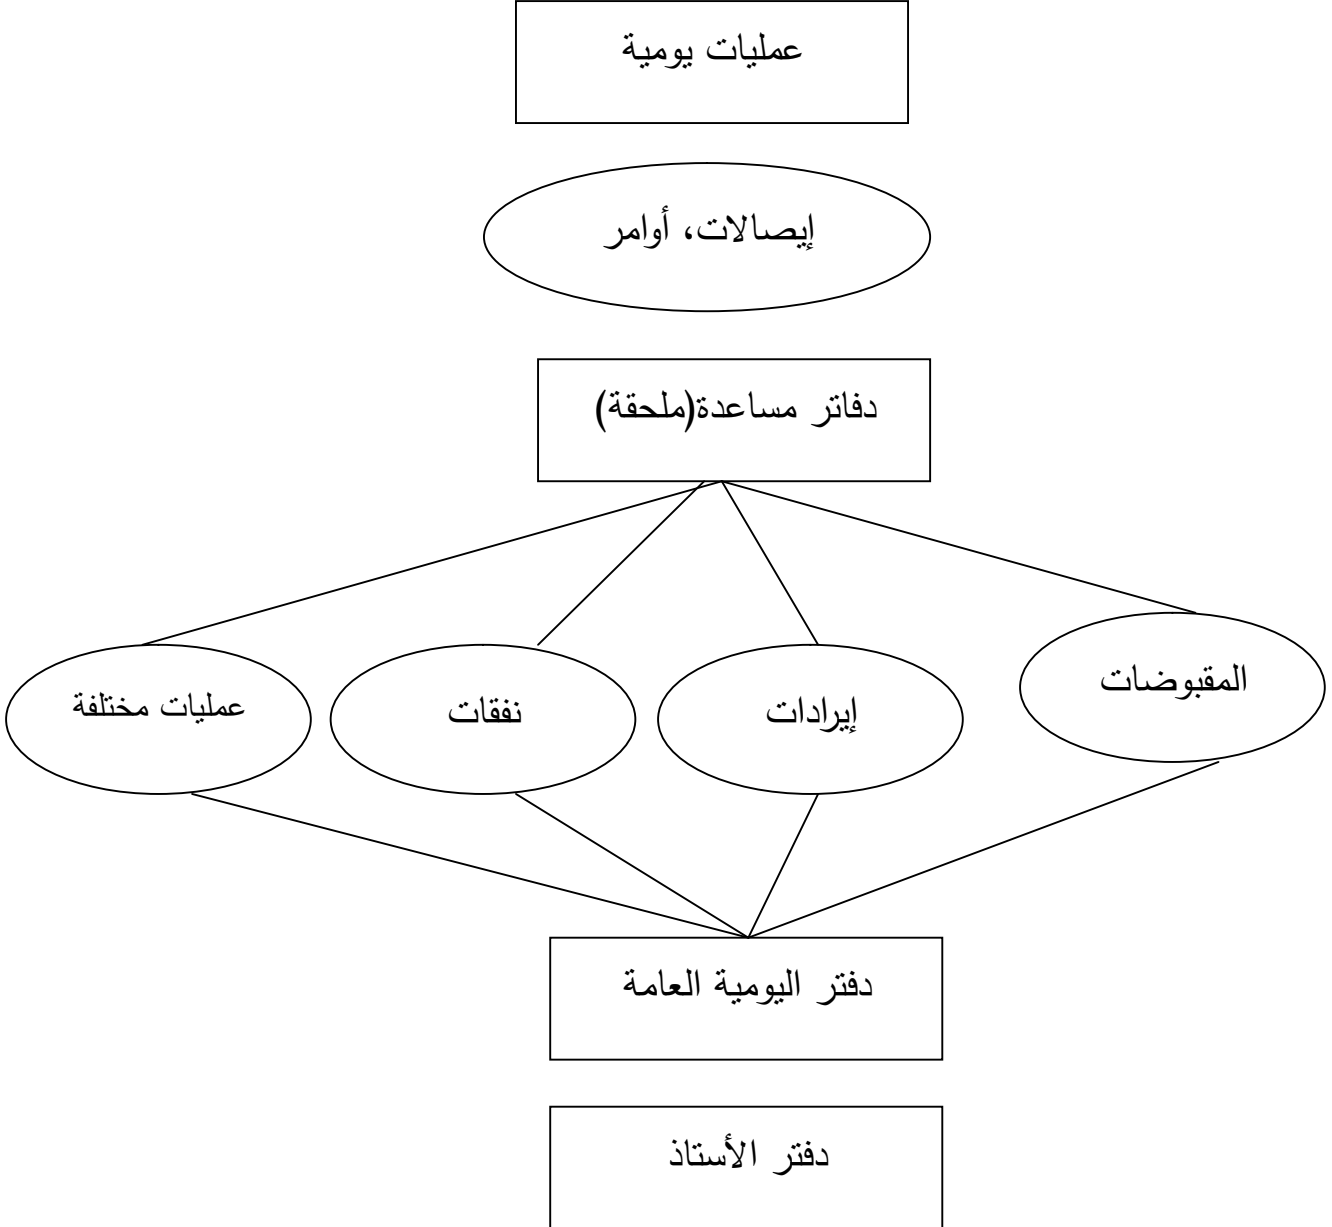 عمليات يومية
إيصالات، أوامر
دفاتر مساعدة(ملحقة)
المقبوضات
إيرادات
نفقات
عمليات مختلفة
دفتر اليومية العامة
دفتر الأستاذ